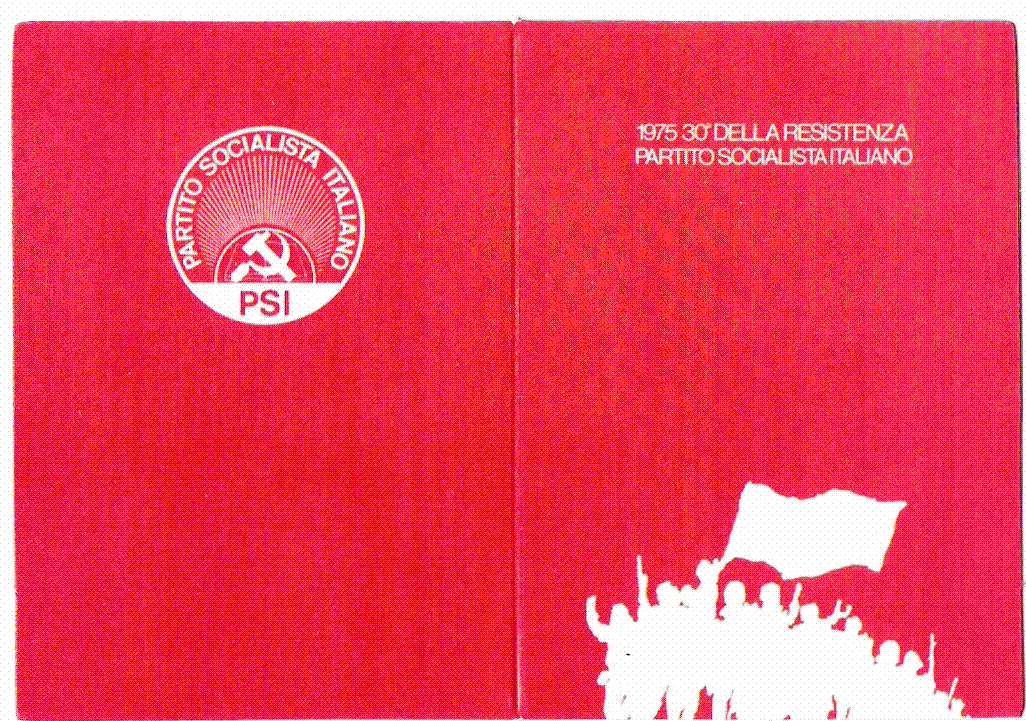 PARTITO SOCIALISTA ITALIANO
PSI
1975 30° DELLA RESISTENZA
PARTITO SOCIALISTA ITALIANO